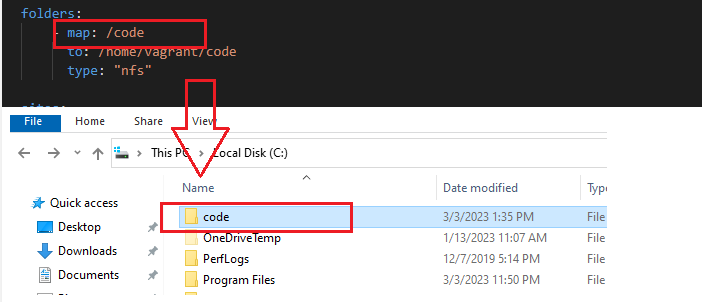 folders:
- map: /code
to: /home/vagrant/code
type: "nfs"
File Home Share View
This PC Local Disk (C:)
Name Date modified Type
Quick access
code 3/3/2023 1:35 PM File
Desktop
OneDriveTemp 1/13/2023 11:07 AM File
Downloads
PerfLogs 12/7/2019 5:14 PM File
Documents
Program Files 3/3/2023 11:50 PM File